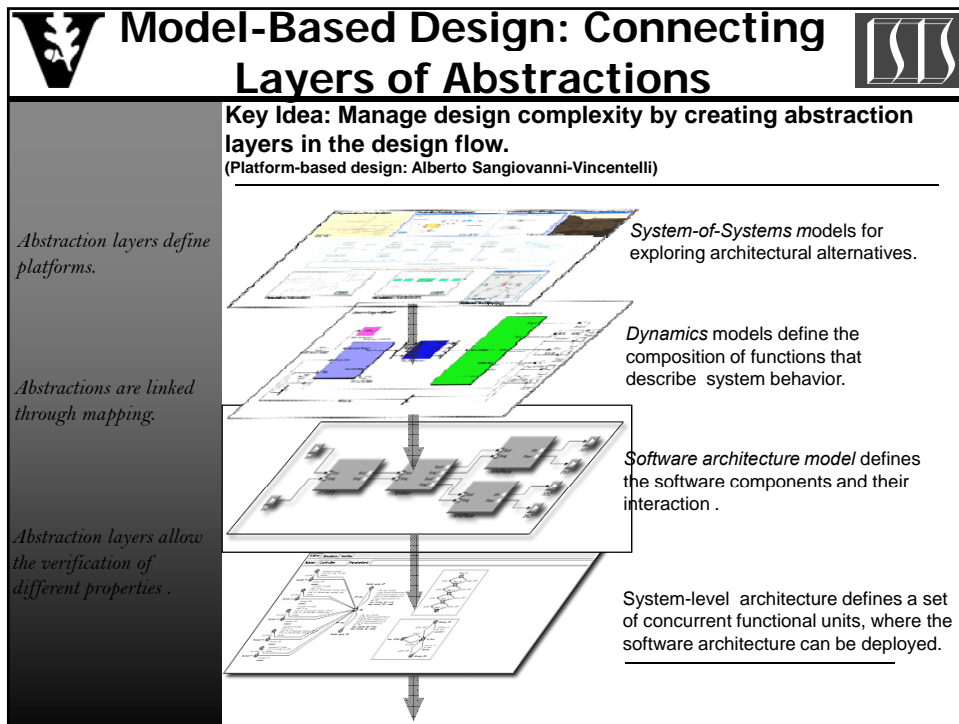 Model-Based Design: Connecting
Layers of Abstractions
ISIS
Key Idea: Manage design complexity by creating abstraction
layers in the design flow.
(Platform-based design: Alberto Sangiovanni-Vincentelli)
Abstraction layers define
platforms.
Abstractions are linked
through mapping.
Abstraction layers allow
the verification of
different properties .
System-of-Systems models for
exploring architectural alternatives.
Dynamics models define the
composition of functions that
describe system behavior.
Software architecture model defines
the software components and their
interaction .
System-level architecture defines a set
of concurrent functional units, where the
software architecture can be deployed.